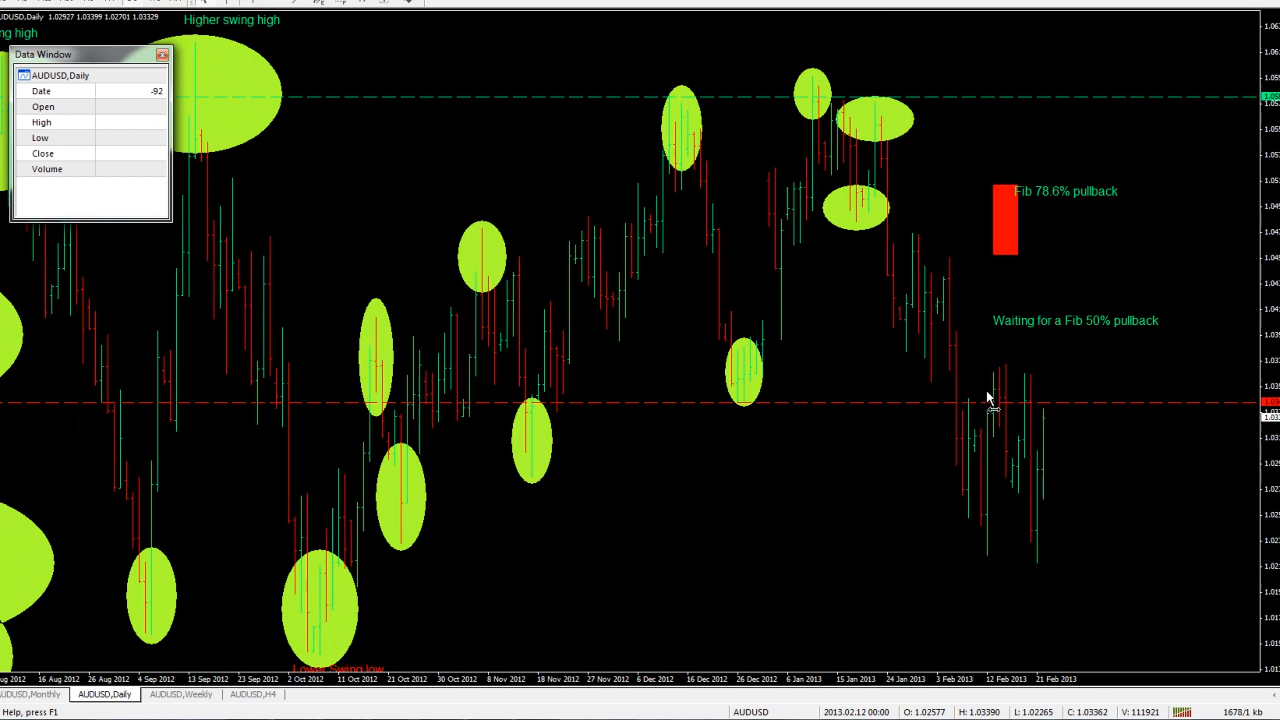 AUDUSD,Daily 1.02927 1.03399 1.02701 1.03329
Higher swing high
ng high
Data Window
AUDUSD,Daily
Date -92
Open
High
Low
Close
Volume
Fib 78.6% pullback
Waiting for a Fib 50% pullback
Lower Swing low
ug 2012 16 Aug 2012 26 Aug 2012 4 Sep 2012 13 Sep 2012 23 Sep 2012 2 Oct 2012 11 Oct 2012 21 Oct 2012 30 Oct 2012 8 Nov 2012 18 Nov 2012 27 Nov 2012 6 Dec 2012 16 Dec 2012 26 Dec 2012 6 Jan 2013 15 Jan 2013 24 Jan 2013 3 Feb 2013 12 Feb 2013 21 Feb 2013
AUDUSD,Monthly AUDUSD,Daily AUDUSD,Weekly AUDUSD,H4
Help, press F1 AUDUSD 2013.02.12 00:00 O: 1.02577 H: 1.03390 L: 1.02265 C: 1.03362 V: 111921 1678/1 kb